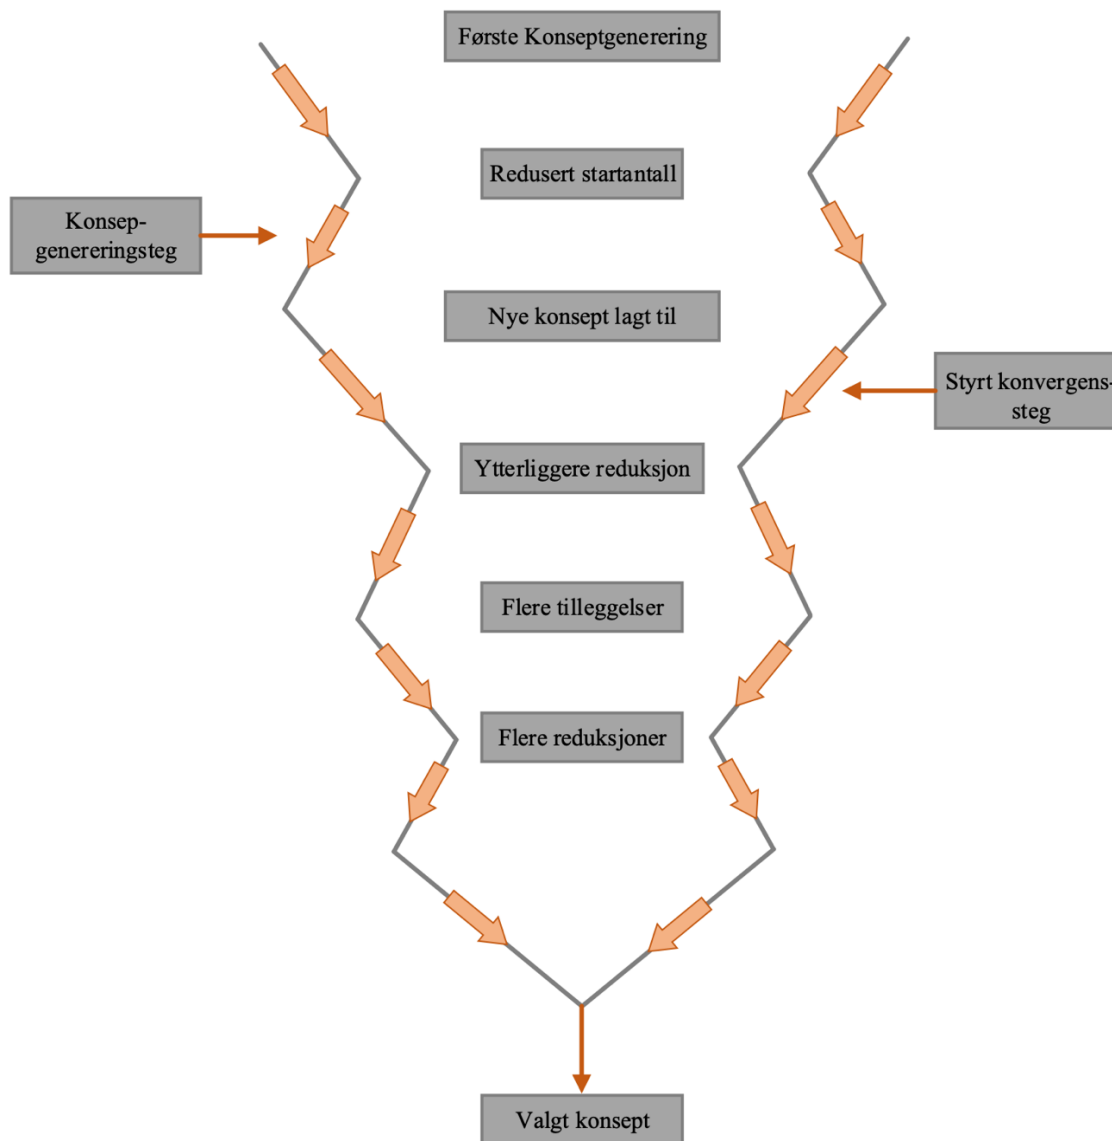 Første Konseptgenerering
Redusert startantall
Konsep-
genereringsteg
Nye konsept lagt til
Styrt konvergens-
steg
Ytterliggere reduksjon
Flere tilleggelser
Flere reduksjoner
Valgt konsept